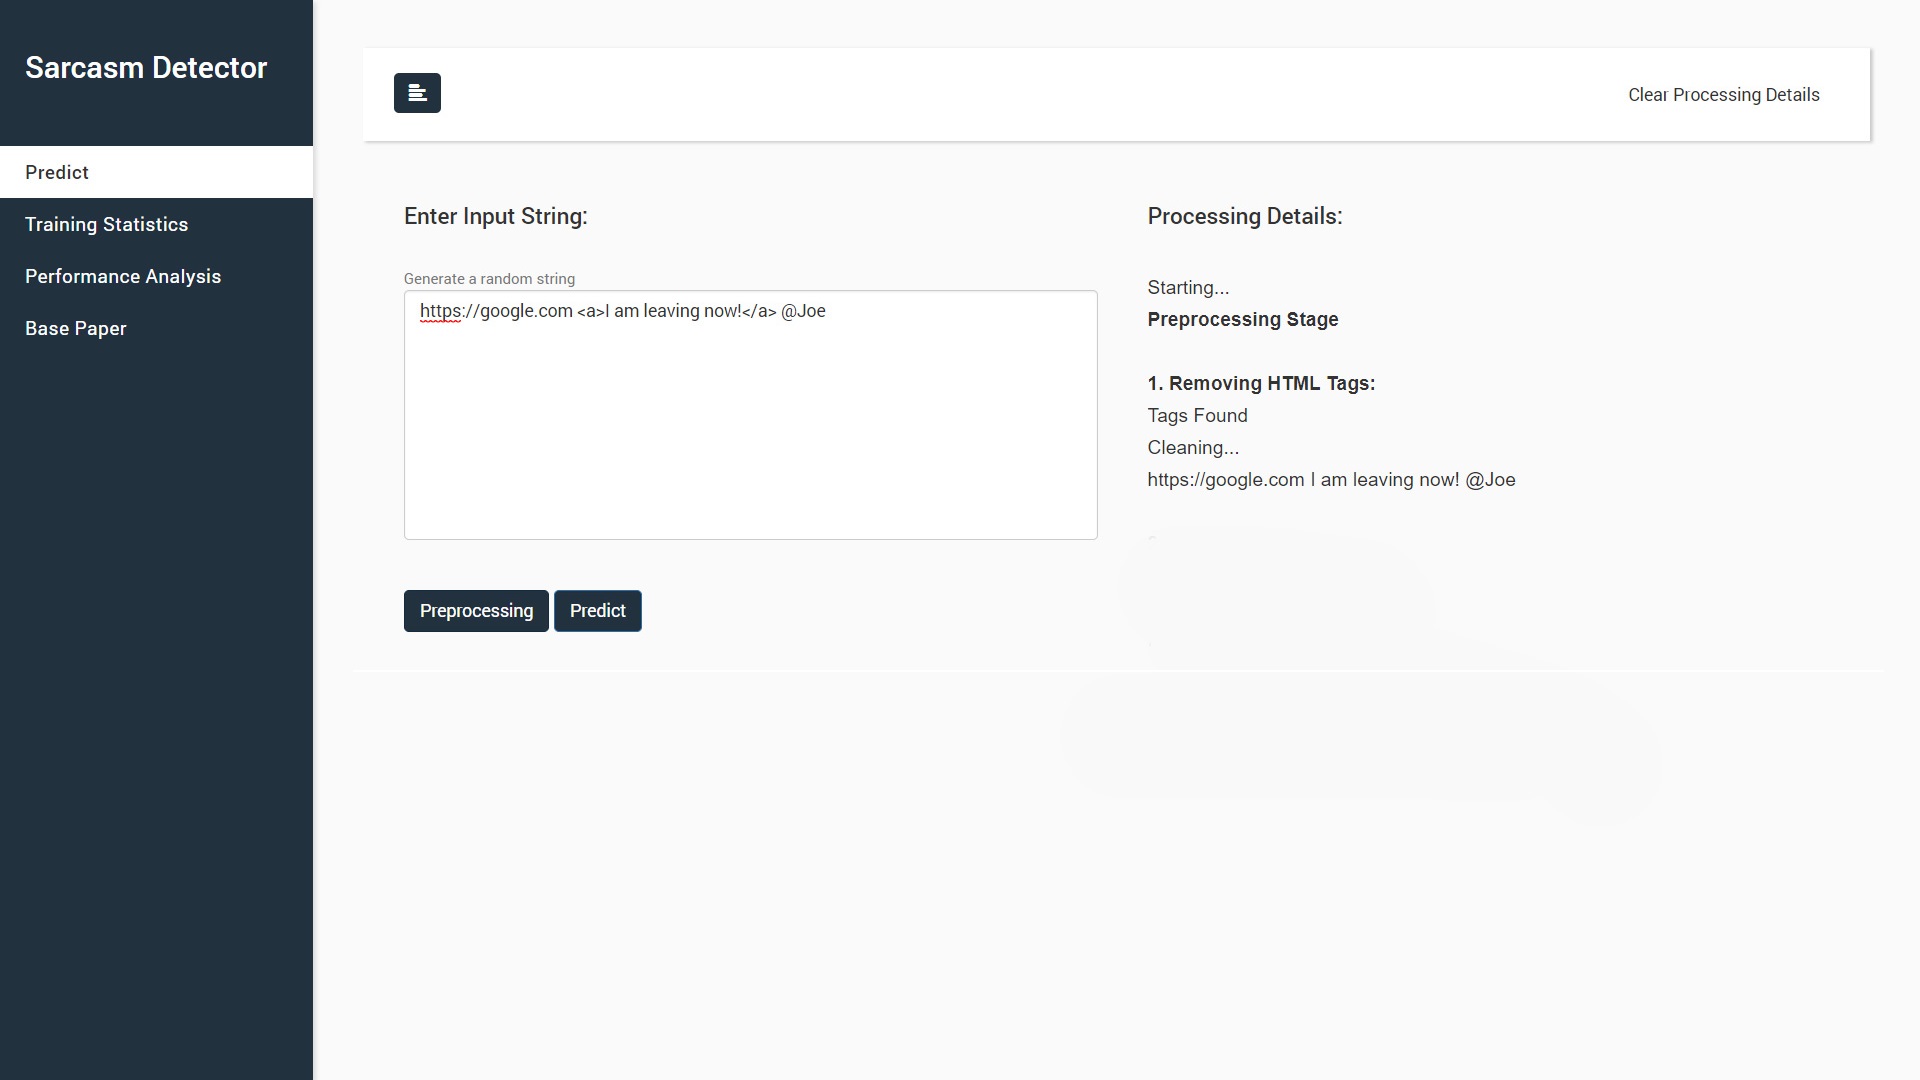 Sarcasm Detector
Predict
Training Statistics
Performance Analysis
Base Paper
Clear Processing Details
Enter Input String:
Generate a random string
https://google.com <a>I am leaving now!</a> @Joe
Preprocessing
Predict
Processing Details:
Starting...
Preprocessing Stage
1. Removing HTML Tags:
Tags Found
Cleaning...
https://google.com I am leaving now! @Joe